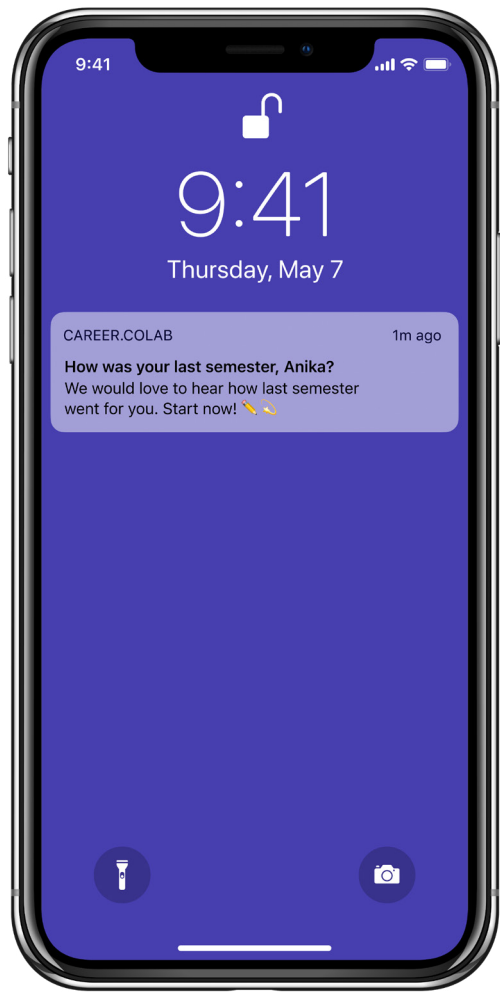 9:41
9:41
Thursday, May 7
CAREER.COLAB 1m ago
How was your last semester, Anika?
We would love to hear how last semester
went for you. Start now! ✏️ 💫